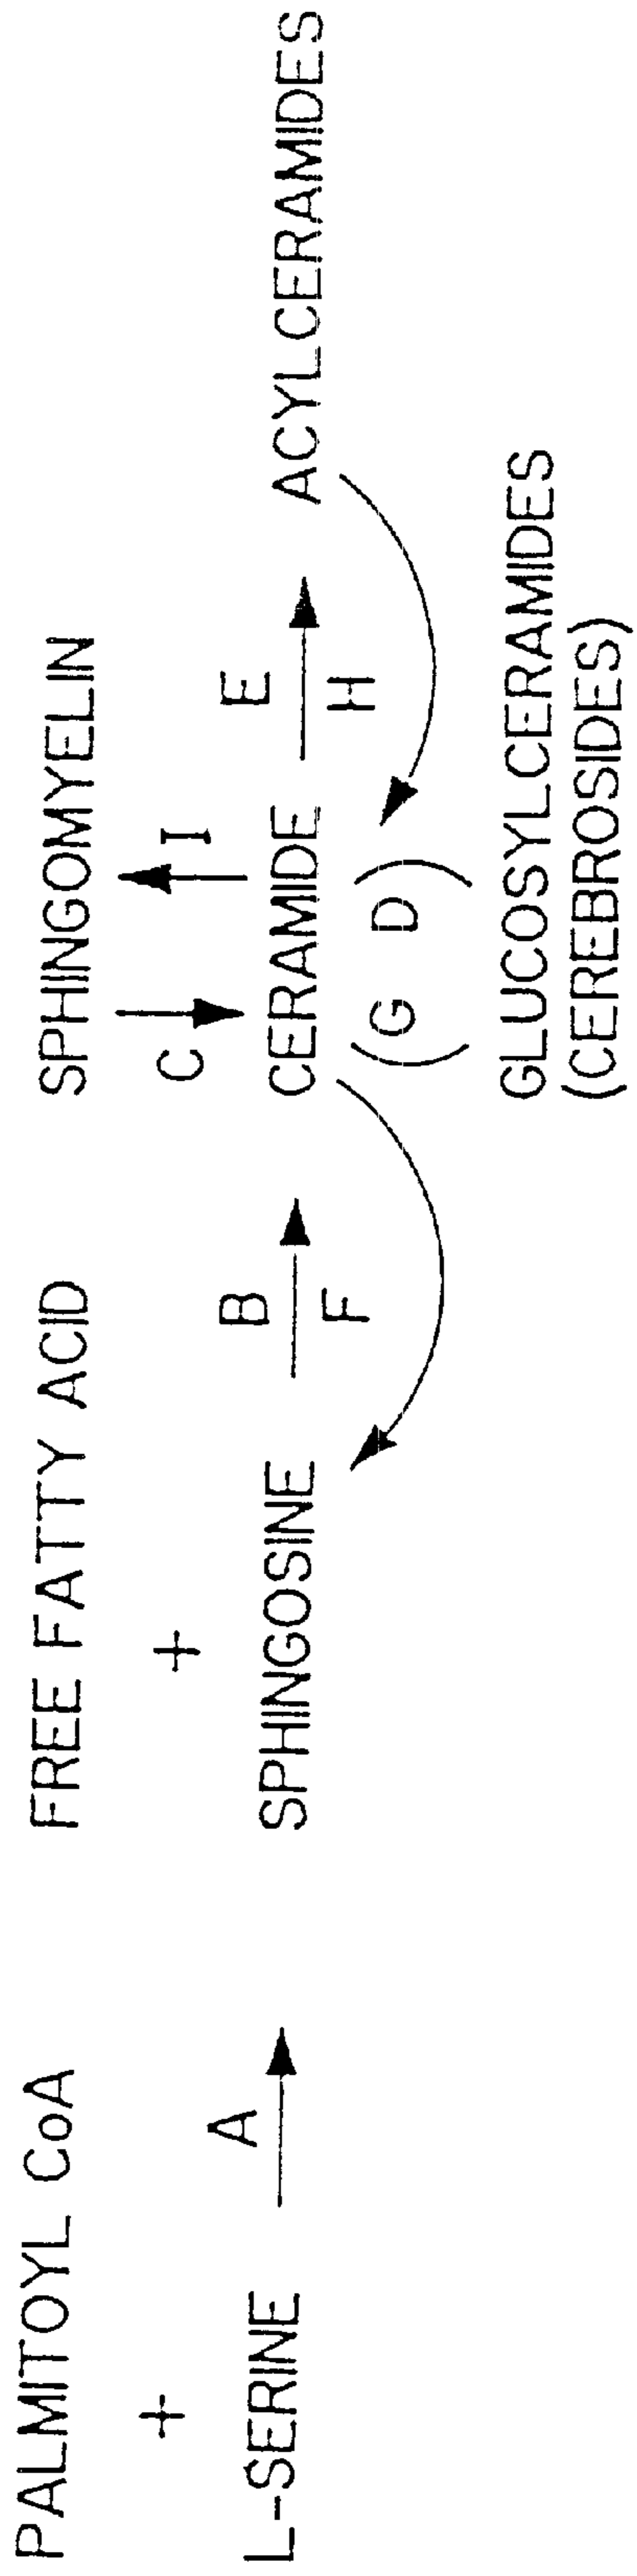 PALMITOYL CoA
+
L-SERINE
A
FREE FATTY ACID
+
SPHINGOSINE
B
F
SPHINGOMYELIN
C
I
CERAMIDE
(G D)
GLUCOSYLCERAMIDES
(CEREBROSIDES)
E
H
ACYLCERAMIDES